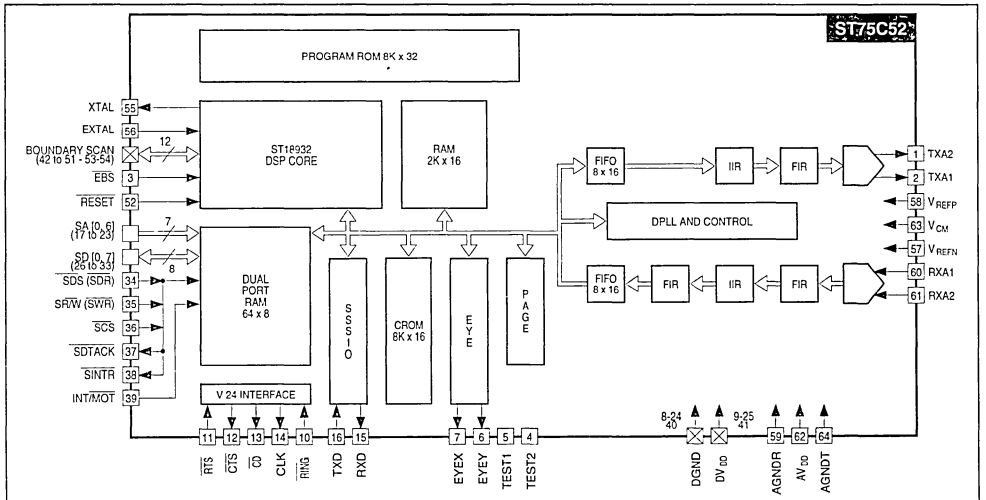 ST75C52
PROGRAM ROM 8K x 32
XTAL 55
EXTAL 56
BOUNDARY SCAN
(42 to 51 - 53-54)
12
EBS 3
RESET 52
SA [0, 6]
(17 to 23)
7
SD [0, 7]
(26 to 33)
8
SDS (SDR) 34
SR/W (SWR) 35
SCS 36
SDTACK 37
SINTR 38
INT/MOT 39
ST18932
DSP CORE
RAM
2K x 16
DUAL
PORT
RAM
64 x 8
V 24 INTERFACE
SSSIO
CROM
8K x 16
EYE
PAGE
FIFO
8 x 16
IIR
FIR
DPLL AND CONTROL
FIFO
8 x 16
FIR
IIR
FIR
1 TXA2
2 TXA1
58 VREFP
63 VCM
57 VREFN
60 RXA1
61 RXA2
11 12 13 14 10 16 15 7 6 5 4
RTS CTS CD CLK RING TXD RXD EYEX EYEY TEST1 TEST2
8-24
40
9-25
41
59 62 64
DGND DVDD AGNDR AVDD AGNDT